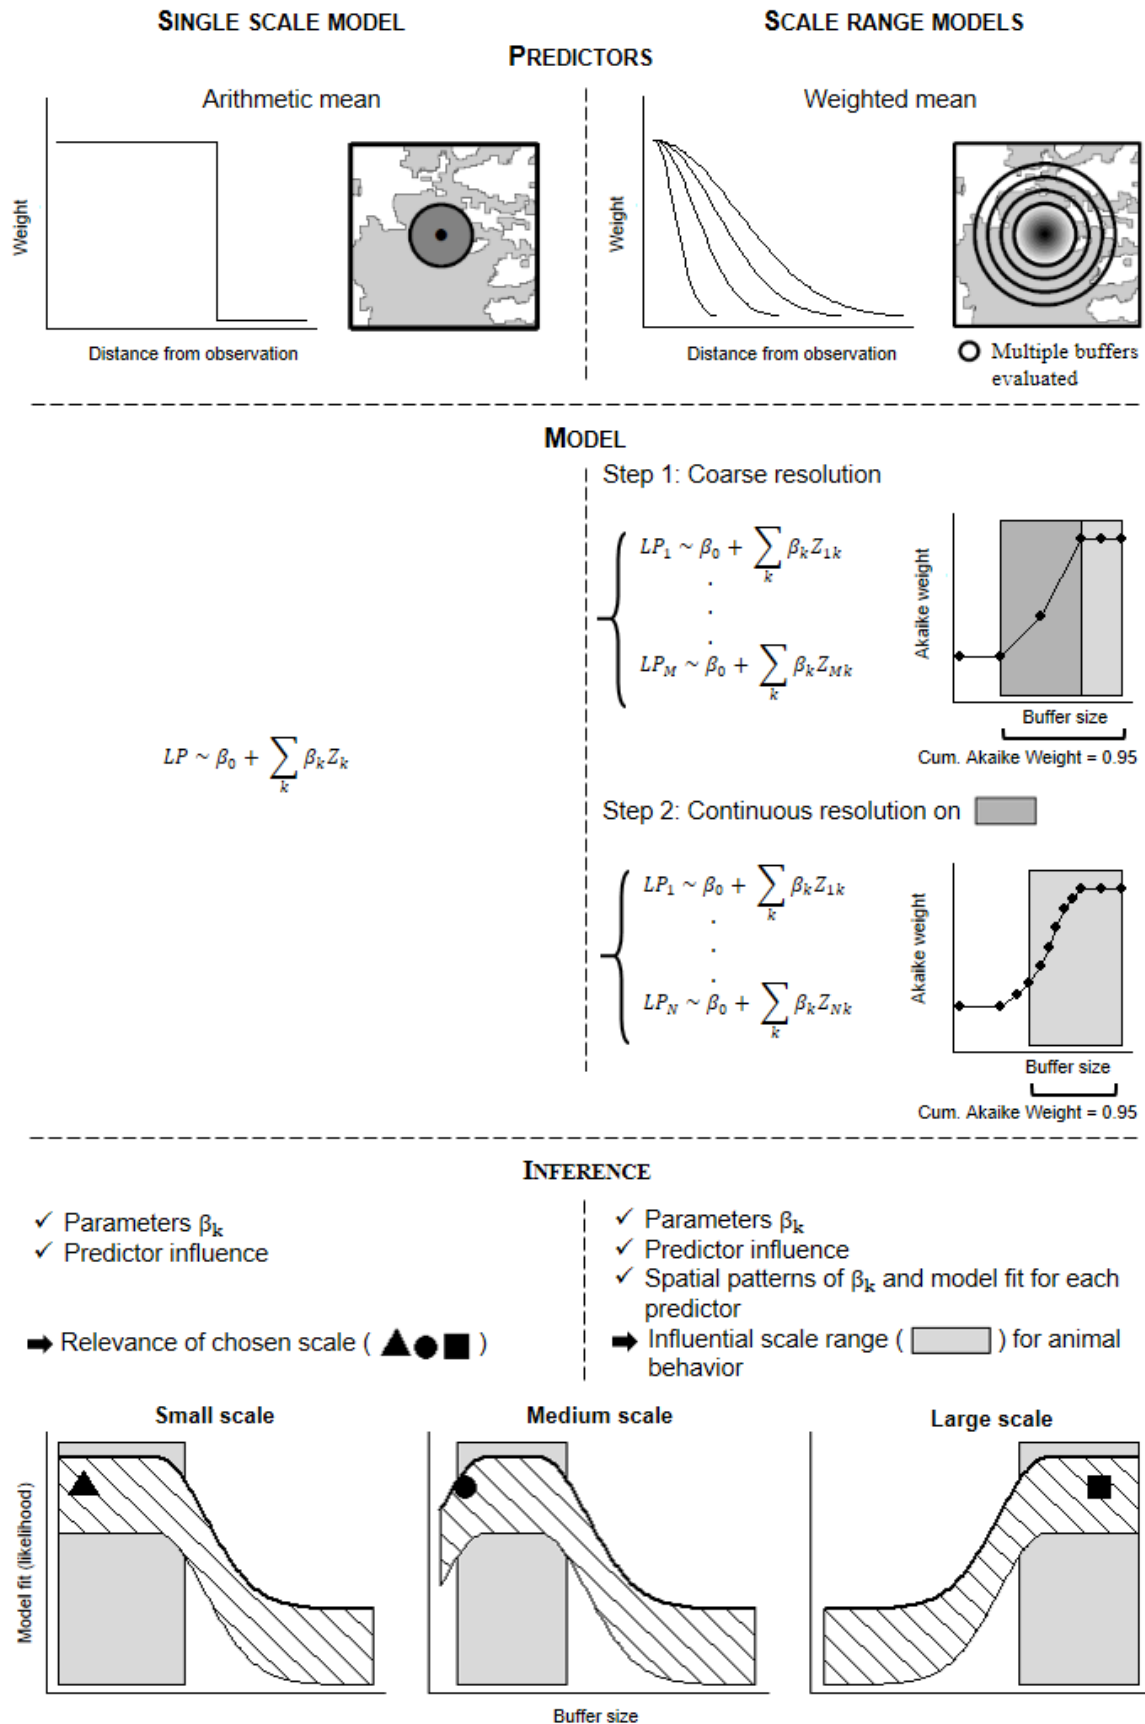 SINGLE SCALE MODEL
SCALE RANGE MODELS
PREDICTORS
Arithmetic mean
Weight
Distance from observation
Weighted mean
Weight
Distance from observation
Multiple buffers
evaluated
MODEL
LP ~ β₀ + ∑ₖ βₖZₖ
Step 1: Coarse resolution
LP₁ ~ β₀ + ∑ₖ βₖZ₁ₖ
.
.
.
LP_M ~ β₀ + ∑ₖ βₖZ_Mk
Akaike weight
Buffer size
Cum. Akaike Weight = 0.95
Step 2: Continuous resolution on
LP₁ ~ β₀ + ∑ₖ βₖZ₁ₖ
.
.
.
LP_N ~ β₀ + ∑ₖ βₖZ_Nk
Akaike weight
Buffer size
Cum. Akaike Weight = 0.95
INFERENCE
✓ Parameters βₖ
✓ Predictor influence
➡ Relevance of chosen scale ( ▲ ● ■ )
✓ Parameters βₖ
✓ Predictor influence
✓ Spatial patterns of βₖ and model fit for each
predictor
➡ Influential scale range ( ) for animal
behavior
Small scale
Medium scale
Large scale
Model fit (likelihood)
Buffer size